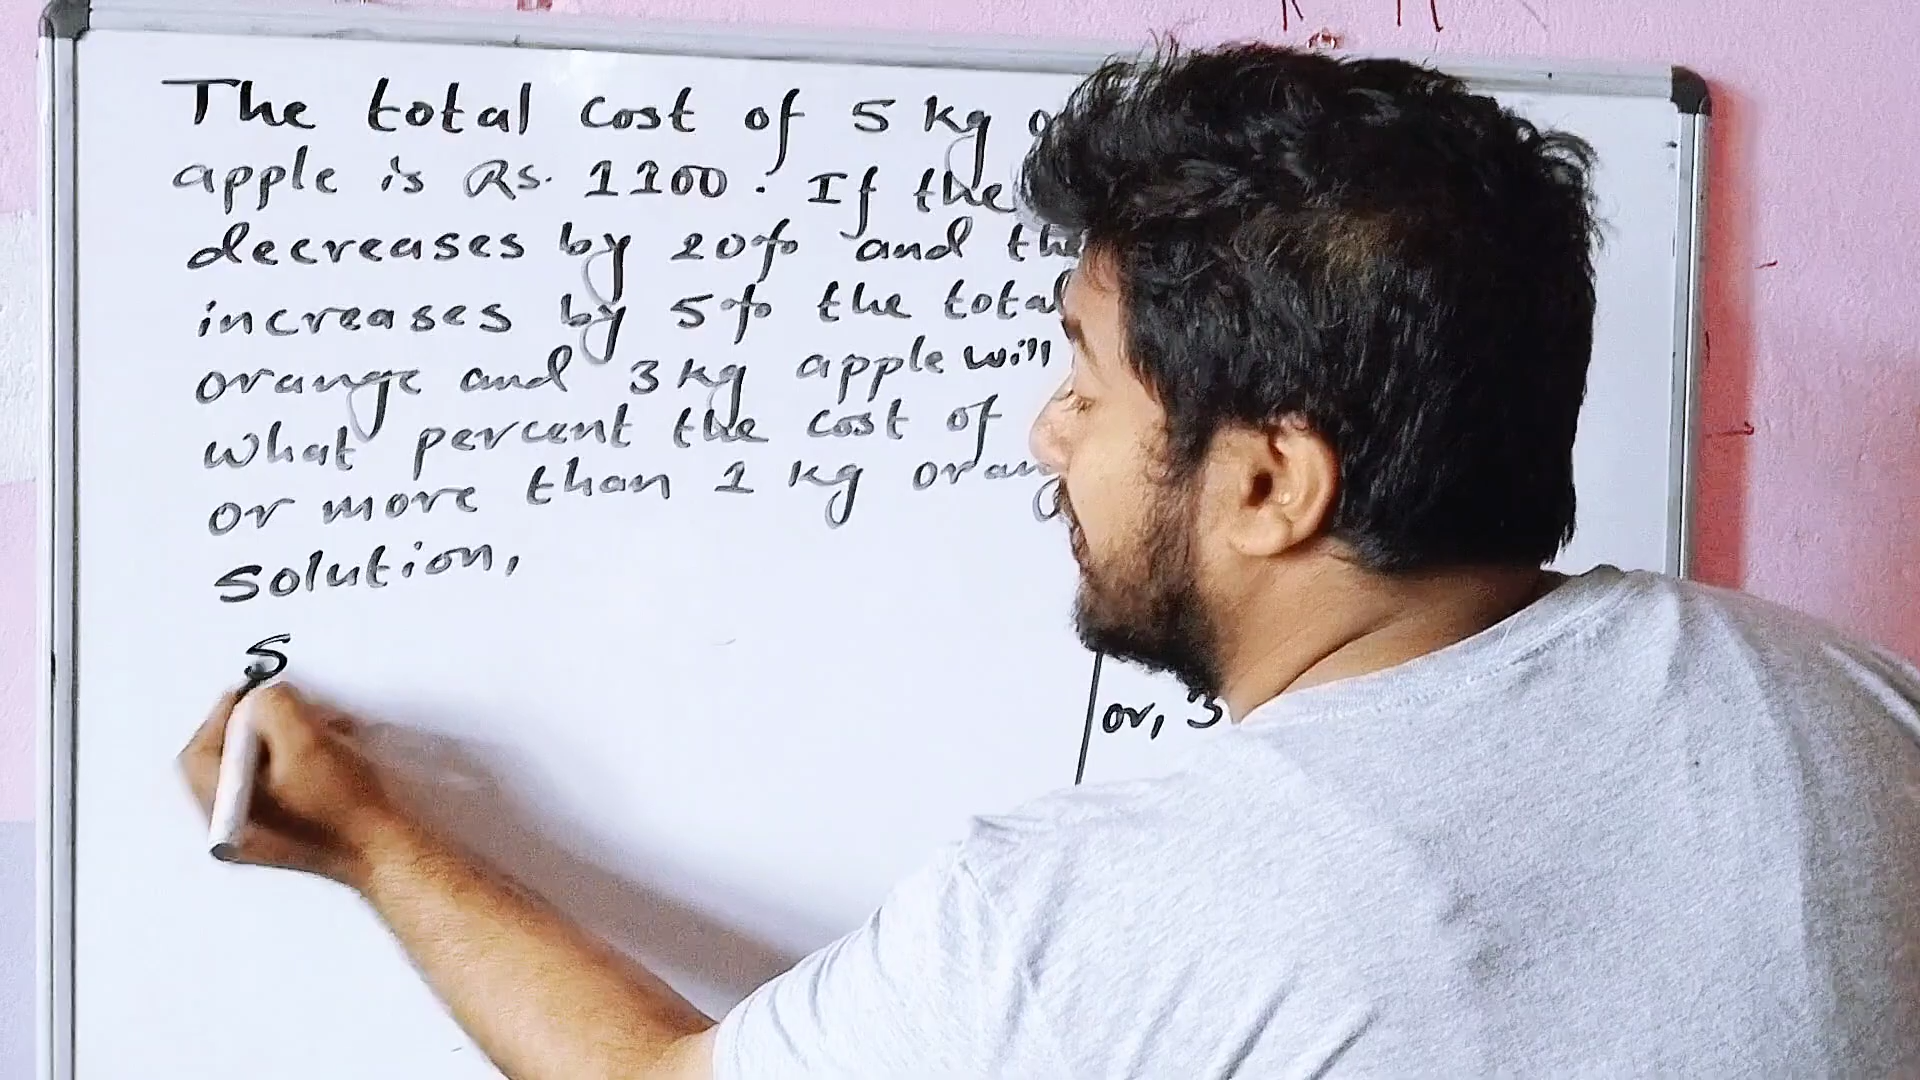 The total cost of 5 kg o
apple is Rs. 1100. If the
decreases by 20% and the
increases by 5% the total
orange and 3 kg apple will
what percent the cost of
or more than 1 kg orang
solution,
S
or, 3